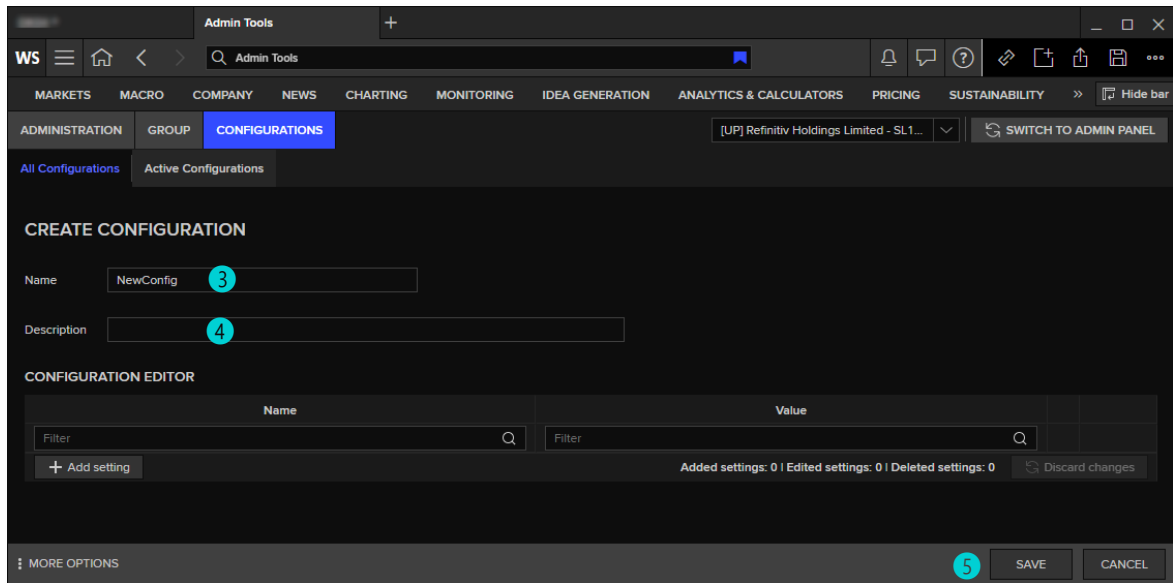 Admin Tools
WS Admin Tools
MARKETS MACRO COMPANY NEWS CHARTING MONITORING IDEA GENERATION ANALYTICS & CALCULATORS PRICING SUSTAINABILITY » Hide bar
ADMINISTRATION GROUP CONFIGURATIONS [UP] Refinitiv Holdings Limited - SL1... SWITCH TO ADMIN PANEL
All Configurations Active Configurations
CREATE CONFIGURATION
Name NewConfig 3
Description 4
CONFIGURATION EDITOR
Name Value
Filter Filter
+ Add setting Added settings: 0 | Edited settings: 0 | Deleted settings: 0 Discard changes
MORE OPTIONS 5 SAVE CANCEL